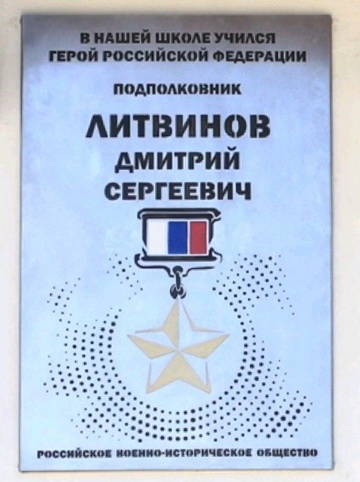 В НАШЕЙ ШКОЛЕ УЧИЛСЯ
ГЕРОЙ РОССИЙСКОЙ ФЕДЕРАЦИИ
ПОДПОЛКОВНИК
ЛИТВИНОВ
ДМИТРИЙ
СЕРГЕЕВИЧ
РОССИЙСКОЕ ВОЕННО-ИСТОРИЧЕСКОЕ ОБЩЕСТВО